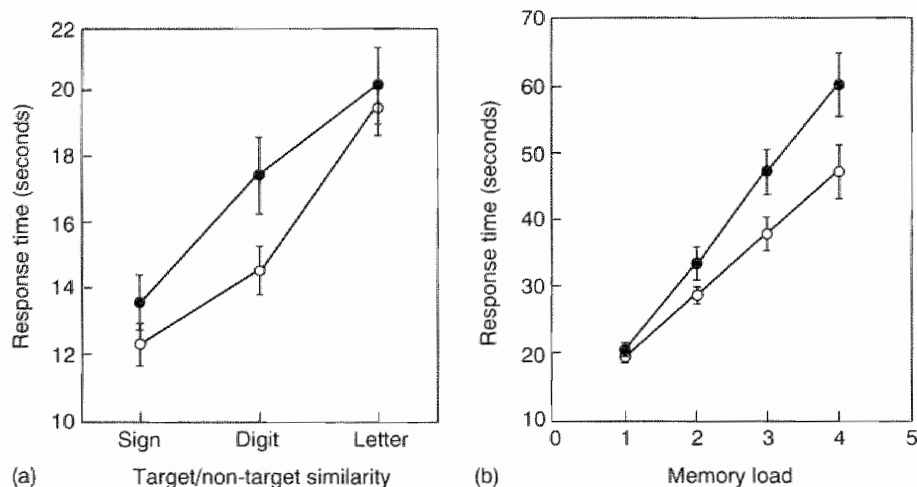 22
20
18
16
14
12
10
Response time (seconds)
Sign Digit Letter
(a) Target/non-target similarity
70
60
50
40
30
20
10
Response time (seconds)
0 1 2 3 4 5
(b) Memory load